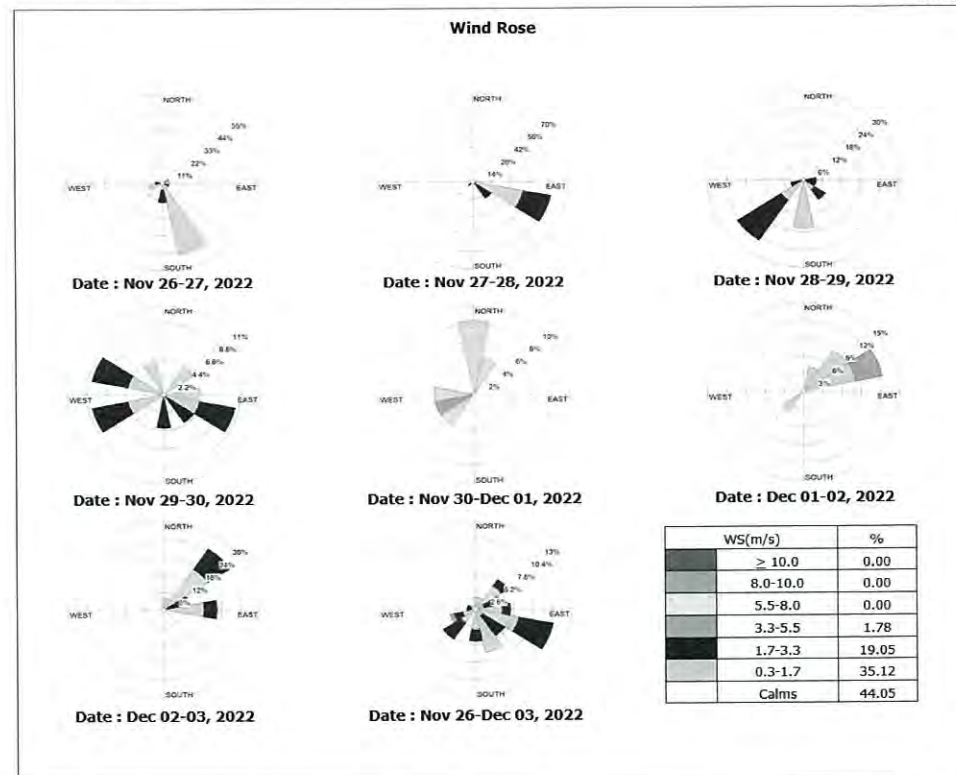 Wind Rose
NORTH
55%
44%
33%
22%
11%
WEST
EAST
SOUTH
Date : Nov 26-27, 2022
NORTH
70%
56%
42%
28%
14%
WEST
EAST
SOUTH
Date : Nov 27-28, 2022
NORTH
30%
24%
18%
12%
6%
WEST
EAST
SOUTH
Date : Nov 28-29, 2022
NORTH
11%
8.8%
6.6%
4.4%
2.2%
WEST
EAST
SOUTH
Date : Nov 29-30, 2022
NORTH
10%
8%
6%
4%
2%
WEST
EAST
SOUTH
Date : Nov 30-Dec 01, 2022
NORTH
15%
12%
9%
6%
3%
WEST
EAST
SOUTH
Date : Dec 01-02, 2022
NORTH
24%
18%
12%
WEST
EAST
SOUTH
Date : Dec 02-03, 2022
NORTH
13%
10.4%
7.8%
5.2%
2.6%
WEST
EAST
SOUTH
Date : Nov 26-Dec 03, 2022
WS(m/s) %
≥ 10.0 0.00
8.0-10.0 0.00
5.5-8.0 0.00
3.3-5.5 1.78
1.7-3.3 19.05
0.3-1.7 35.12
Calms 44.05